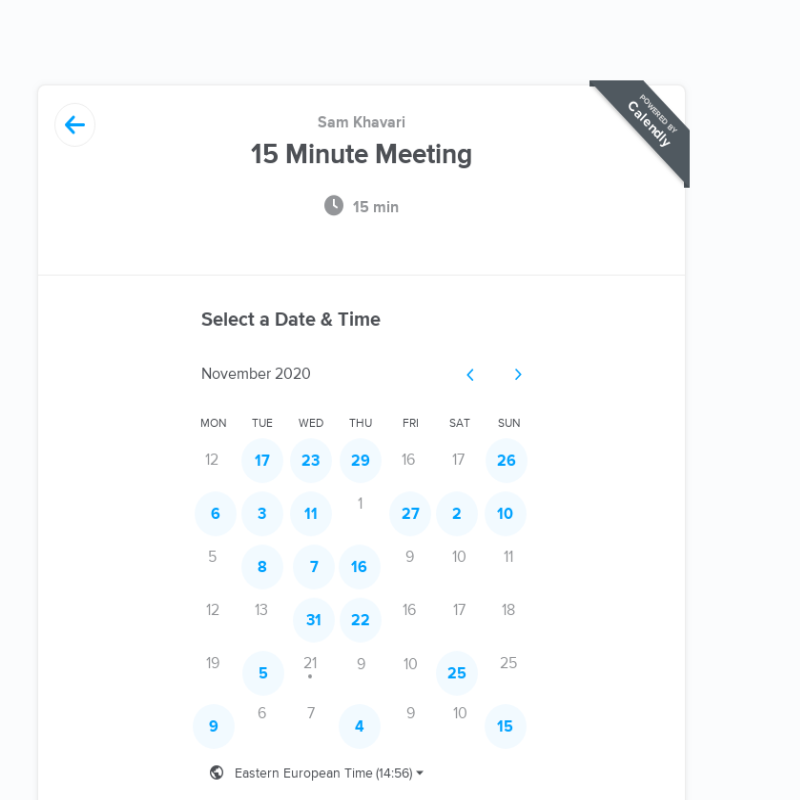 POWERED BY
Calendly
Sam Khavari
15 Minute Meeting
15 min
Select a Date & Time
November 2020
MON TUE WED THU FRI SAT SUN
12 17 23 29 16 17 26
6 3 11 1 27 2 10
5 8 7 16 9 10 11
12 13 31 22 16 17 18
19 5 21 9 10 25 25
9 6 7 4 9 10 15
Eastern European Time (14:56)